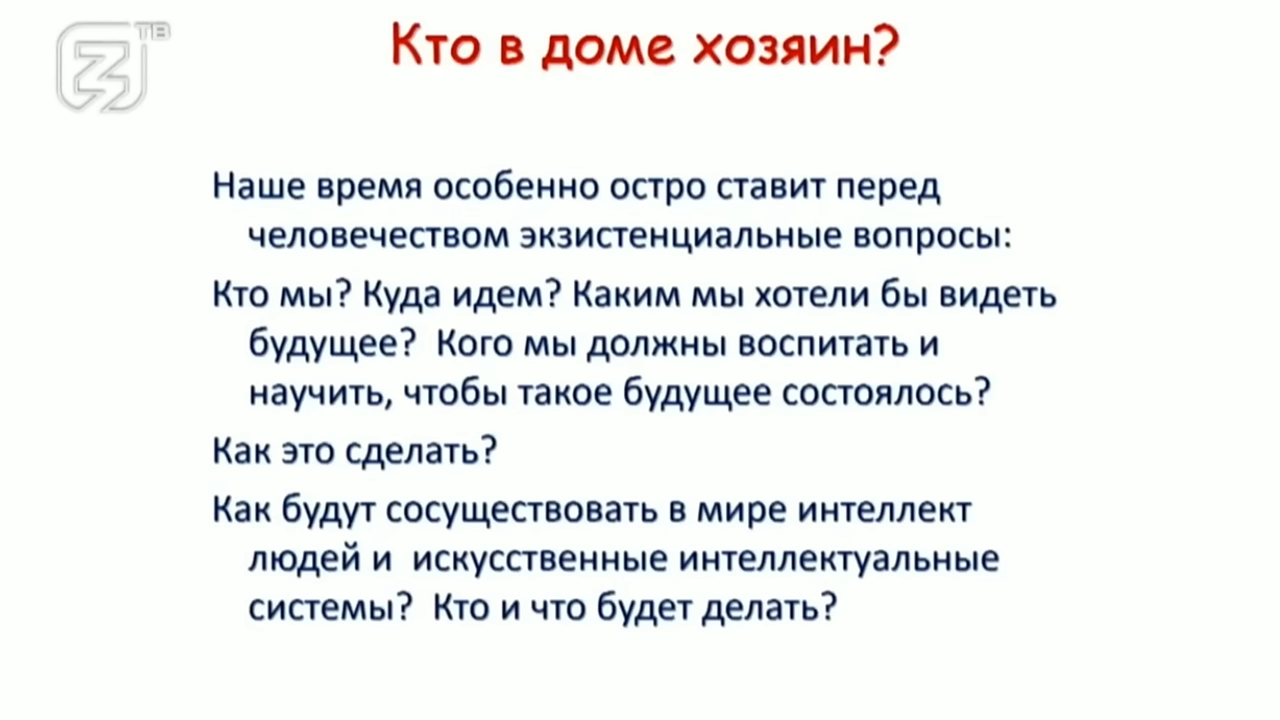 ТВ
Кто в доме хозяин?
Наше время особенно остро ставит перед
человечеством экзистенциальные вопросы:
Кто мы? Куда идем? Каким мы хотели бы видеть
будущее? Кого мы должны воспитать и
научить, чтобы такое будущее состоялось?
Как это сделать?
Как будут сосуществовать в мире интеллект
людей и искусственные интеллектуальные
системы? Кто и что будет делать?